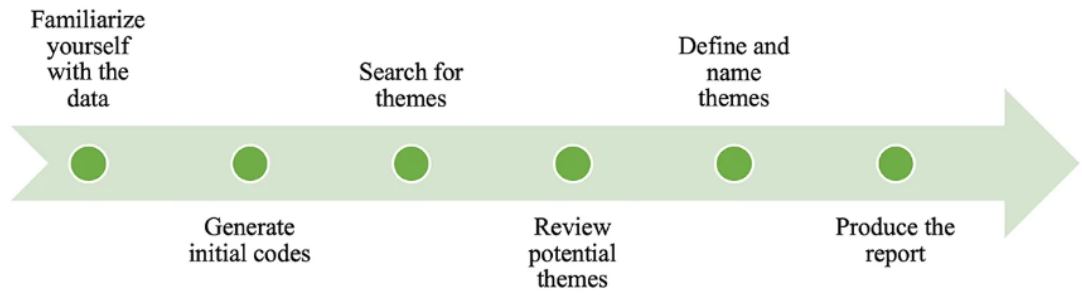 Familiarize
yourself
with the
data
Generate
initial codes
Search for
themes
Review
potential
themes
Define and
name
themes
Produce the
report